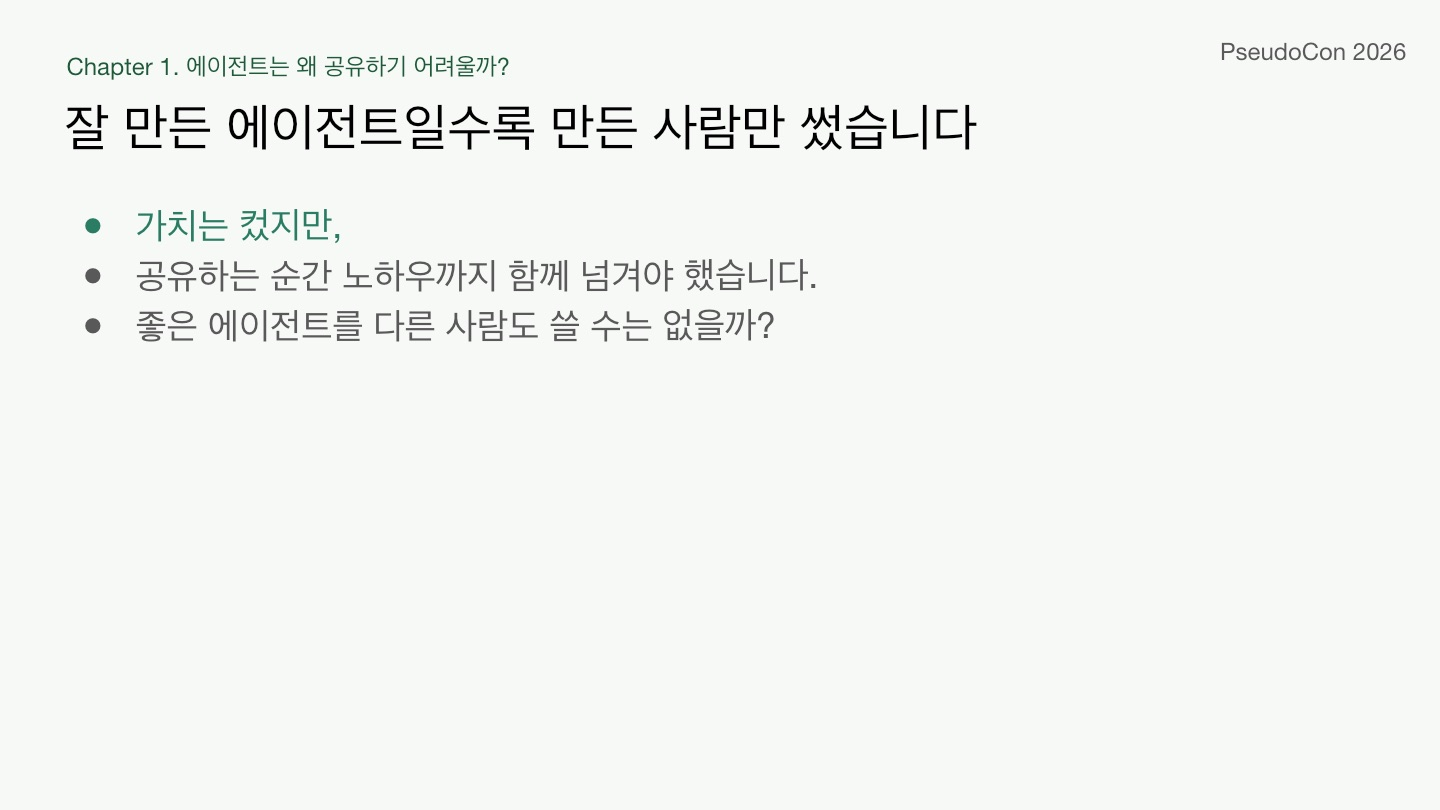 Chapter 1. 에이전트는 왜 공유하기 어려울까?
PseudoCon 2026
잘 만든 에이전트일수록 만든 사람만 썼습니다
● 가치는 컸지만,
● 공유하는 순간 노하우까지 함께 넘겨야 했습니다.
● 좋은 에이전트를 다른 사람도 쓸 수는 없을까?